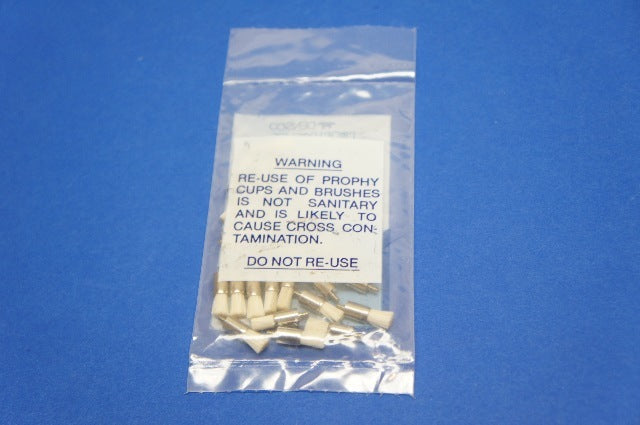 WARNING
RE-USE OF PROPHY
CUPS AND BRUSHES
IS NOT SANITARY
AND IS LIKELY TO
CAUSE CROSS CON-
TAMINATION.
DO NOT RE-USE